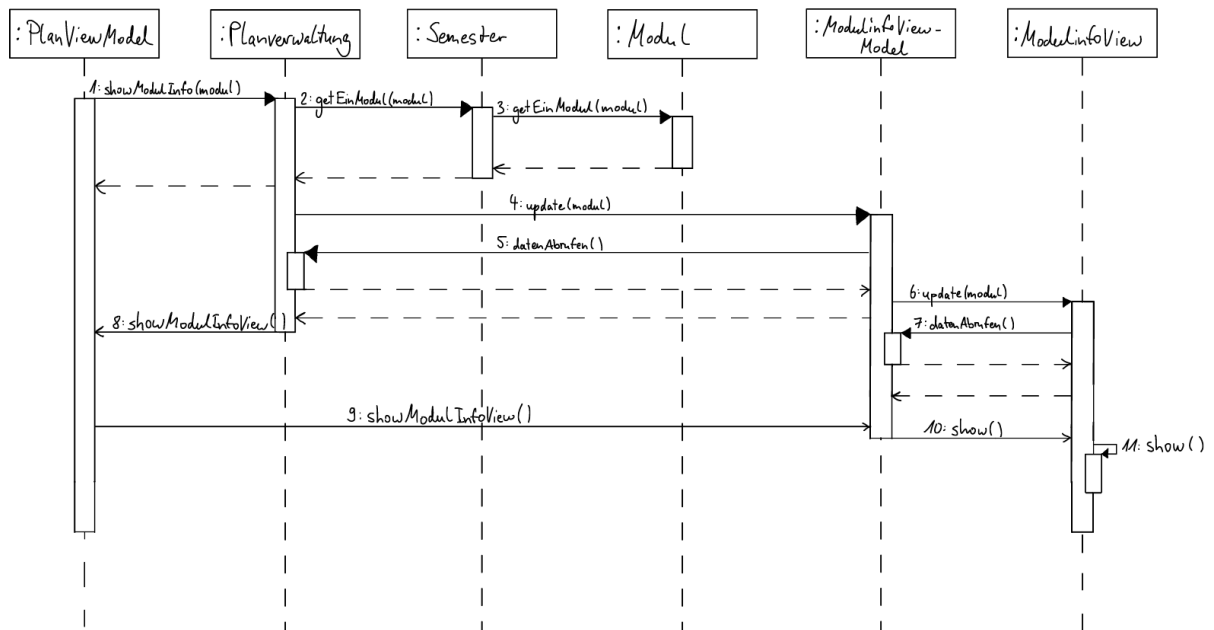 : PlanViewModel
: Planverwaltung
: Semester
: Modul
: ModulinfoView-
Model
: ModulinfoView
1: showModulInfo(modul)
2: getEinModul(modul)
3: getEinModul(modul)
4: update(modul)
5: datenAbrufen()
6: update(modul)
7: datenAbrufen()
8: showModulInfoView()
9: showModulInfoView()
10: show()
11: show()